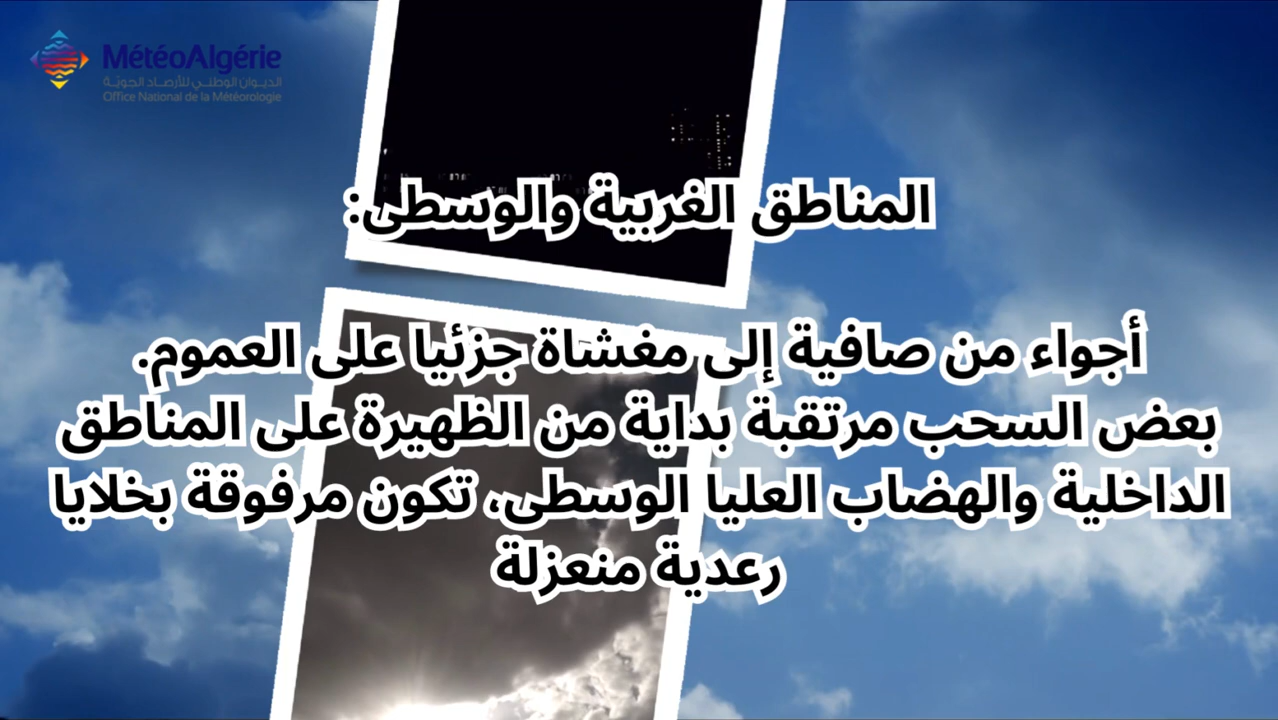 MétéoAlgérie
الديوان الوطني للأرصاد الجوية
Office National de la Météorologie
المناطق الغربية والوسطى:
أجواء من صافية إلى مغشاة جزئيا على العموم.
بعض السحب مرتقبة بداية من الظهيرة على المناطق
الداخلية والهضاب العليا الوسطى، تكون مرفوقة بخلايا
رعدية منعزلة